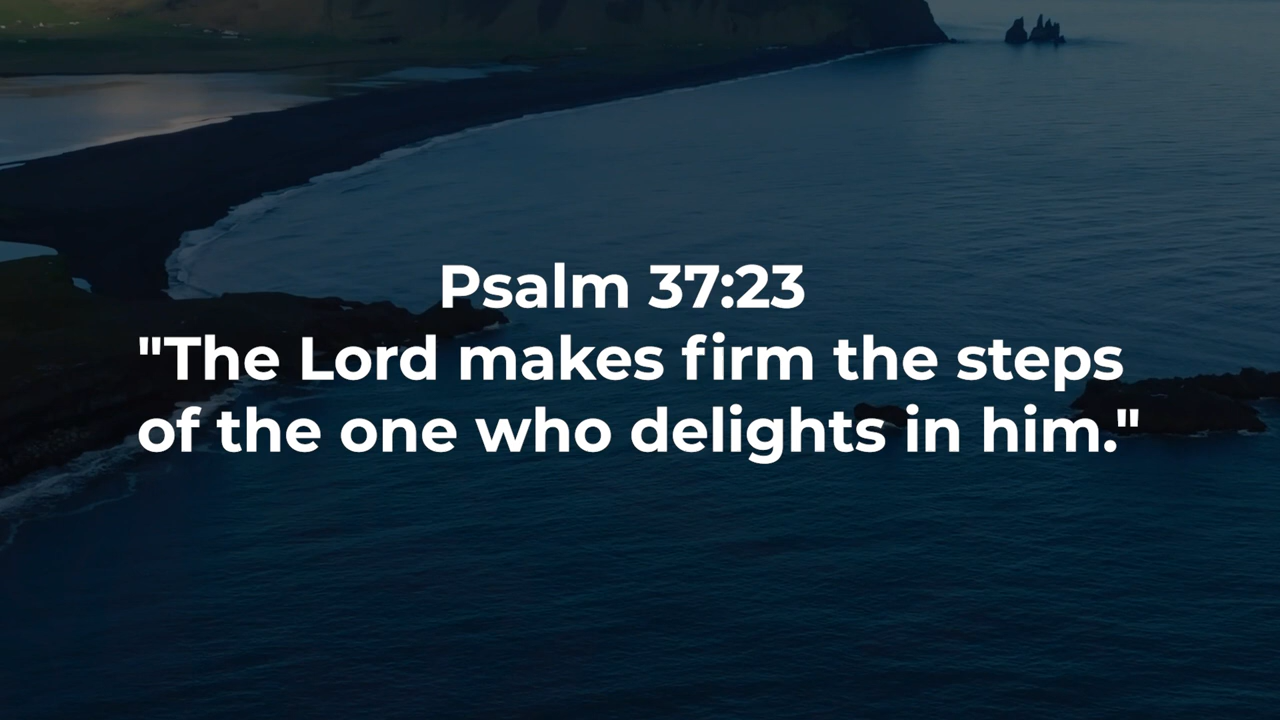 Psalm 37:23
"The Lord makes firm the steps
of the one who delights in him."